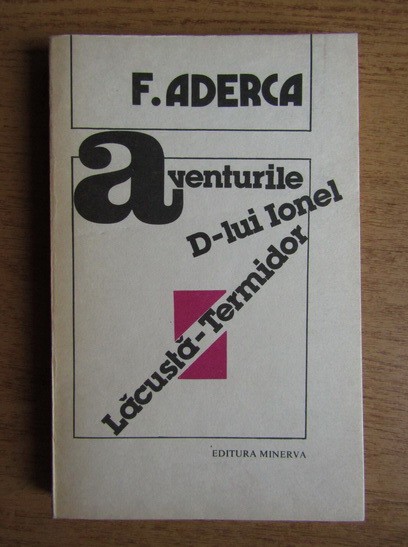 F. ADERCA
aventurile
D-lui Ionel
Lăcustă-Termidor
EDITURA MINERVA